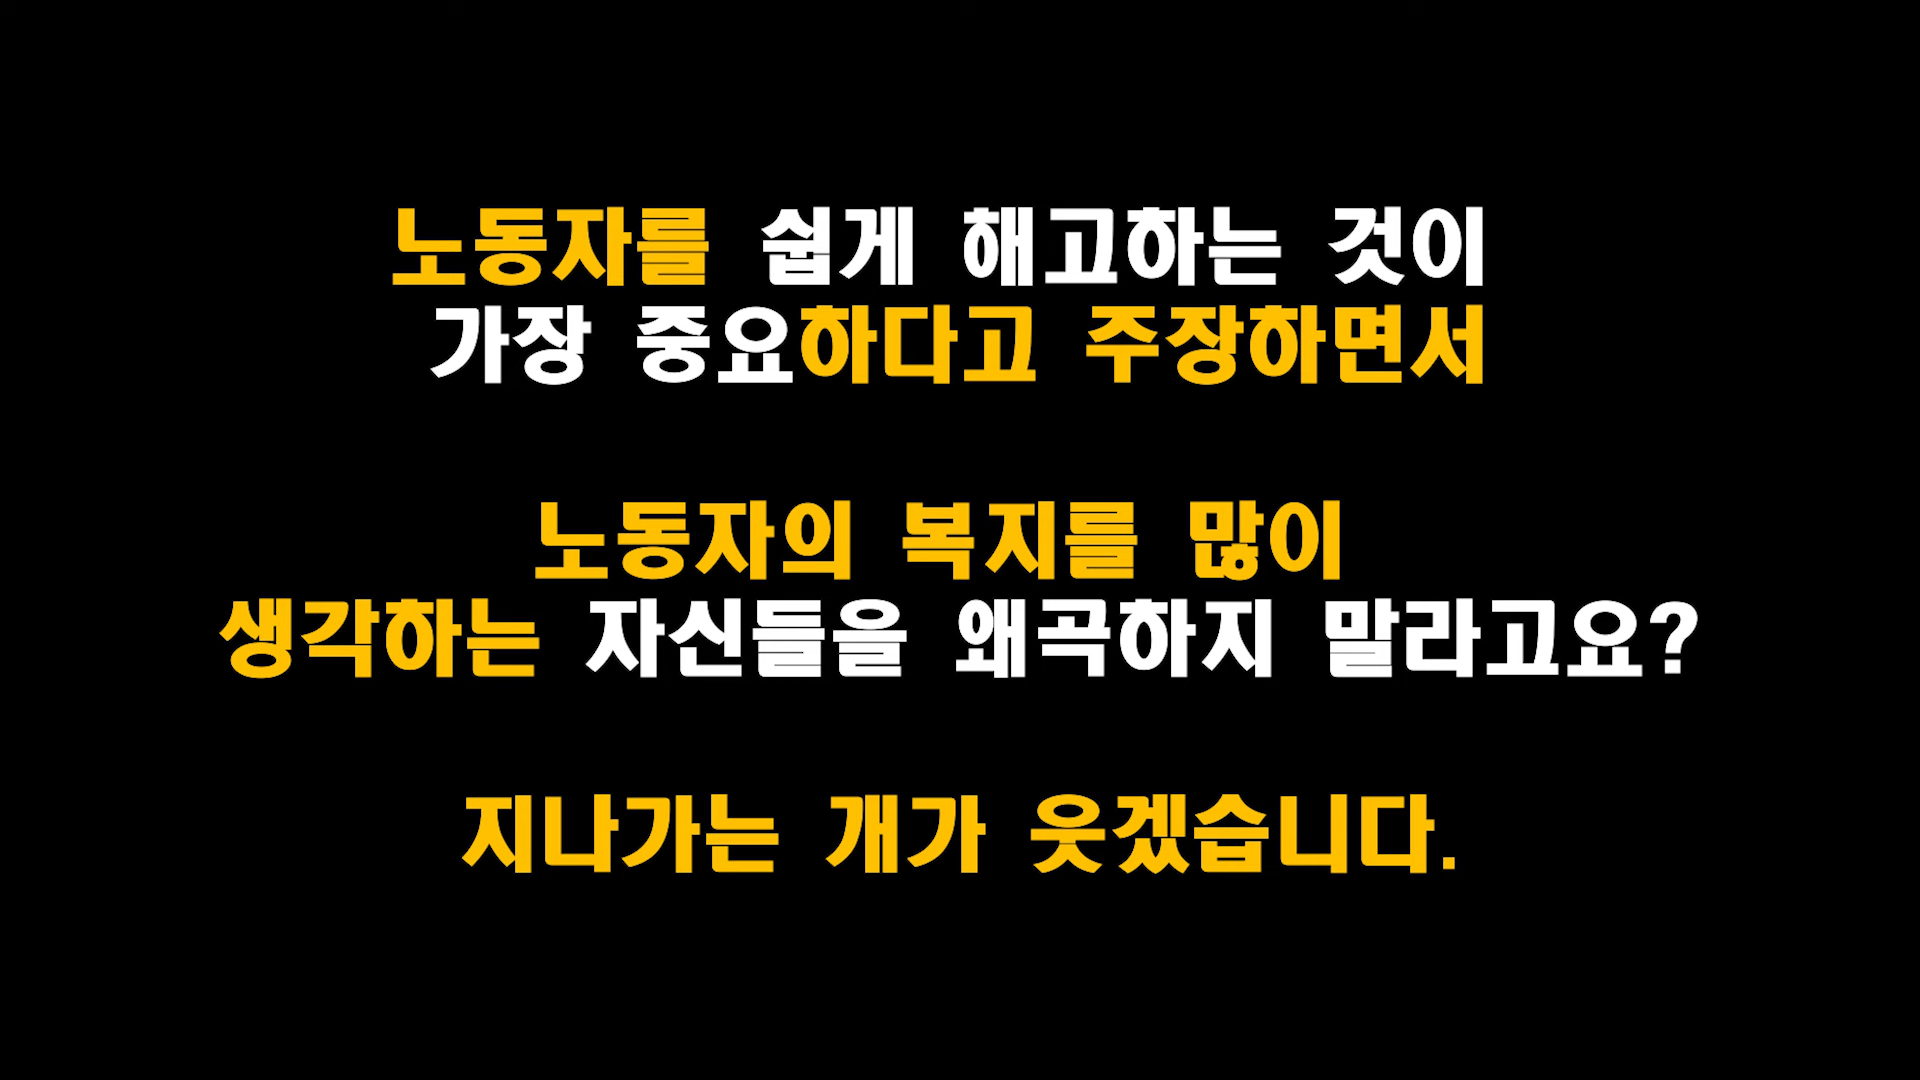 노동자를 쉽게 해고하는 것이
가장 중요하다고 주장하면서
노동자의 복지를 많이
생각하는 자신들을 왜곡하지 말라고요?
지나가는 개가 웃겠습니다.